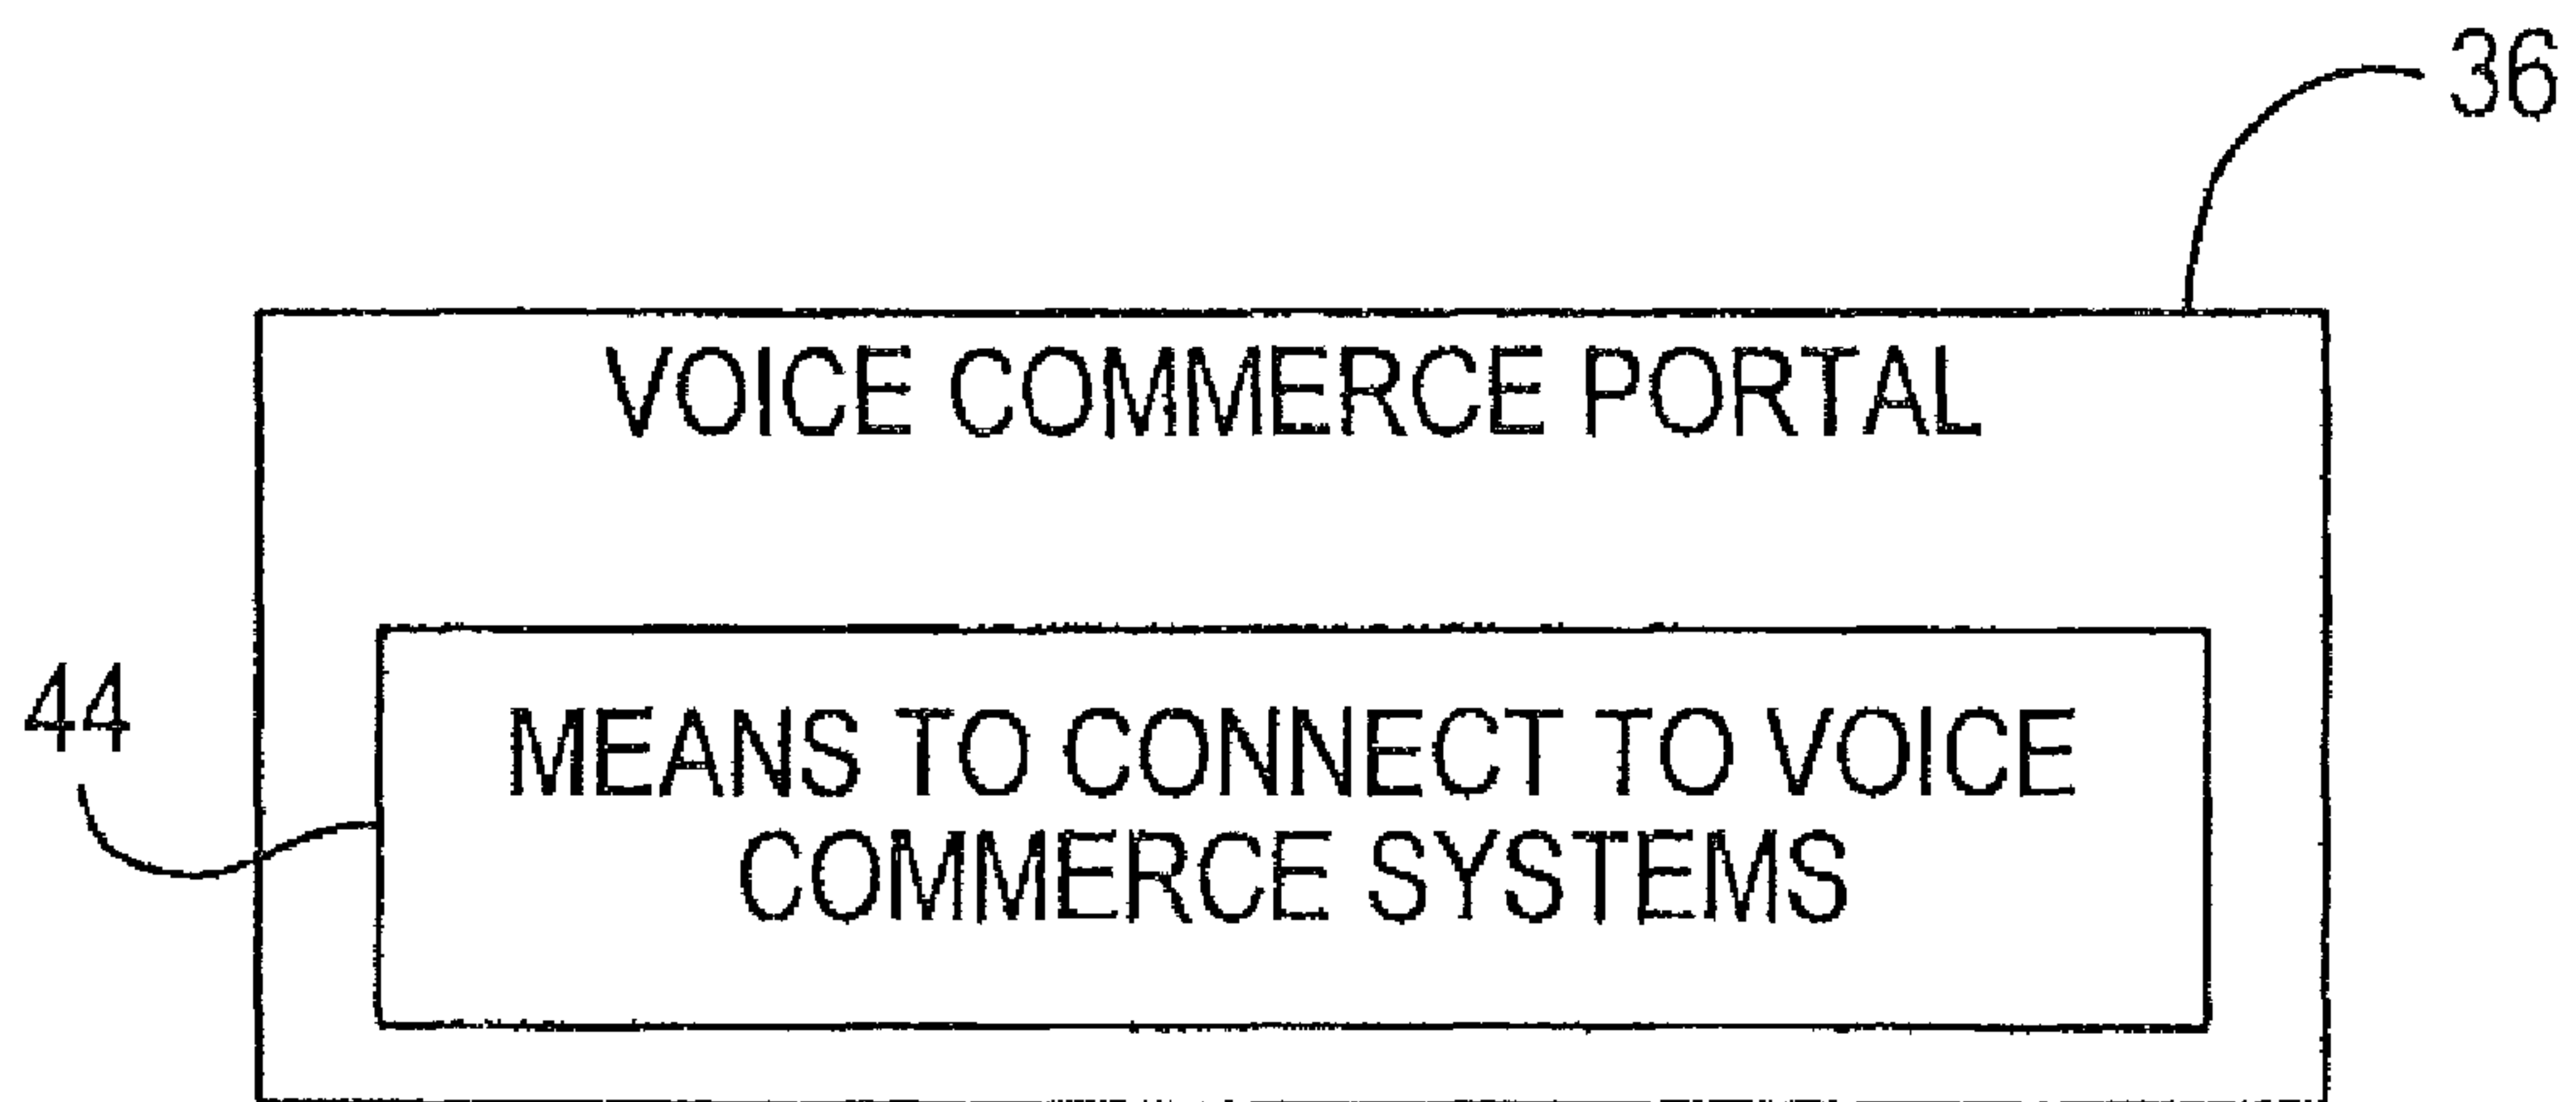 36
VOICE COMMERCE PORTAL
44
MEANS TO CONNECT TO VOICE
COMMERCE SYSTEMS